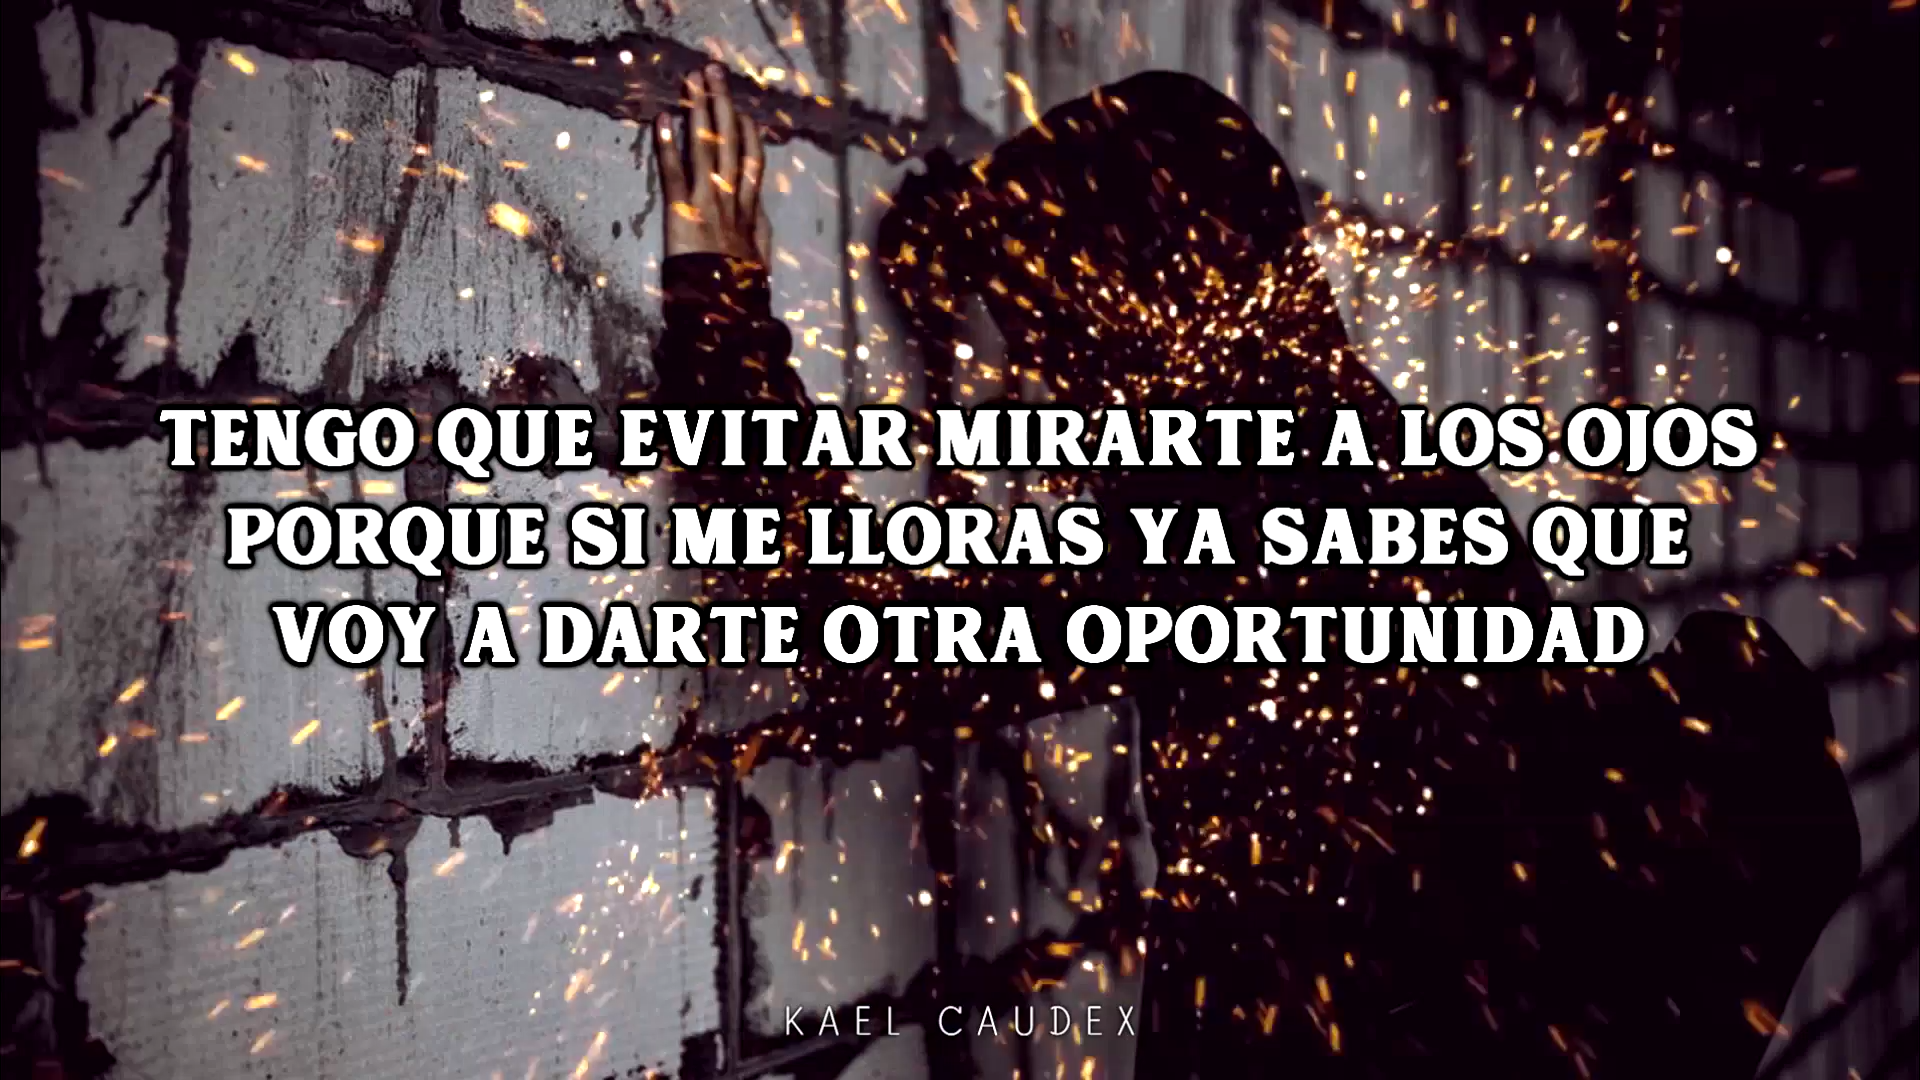 TENGO QUE EVITAR MIRARTE A LOS OJOS
PORQUE SI ME LLORAS YA SABES QUE
VOY A DARTE OTRA OPORTUNIDAD
KAEL CAUDEX